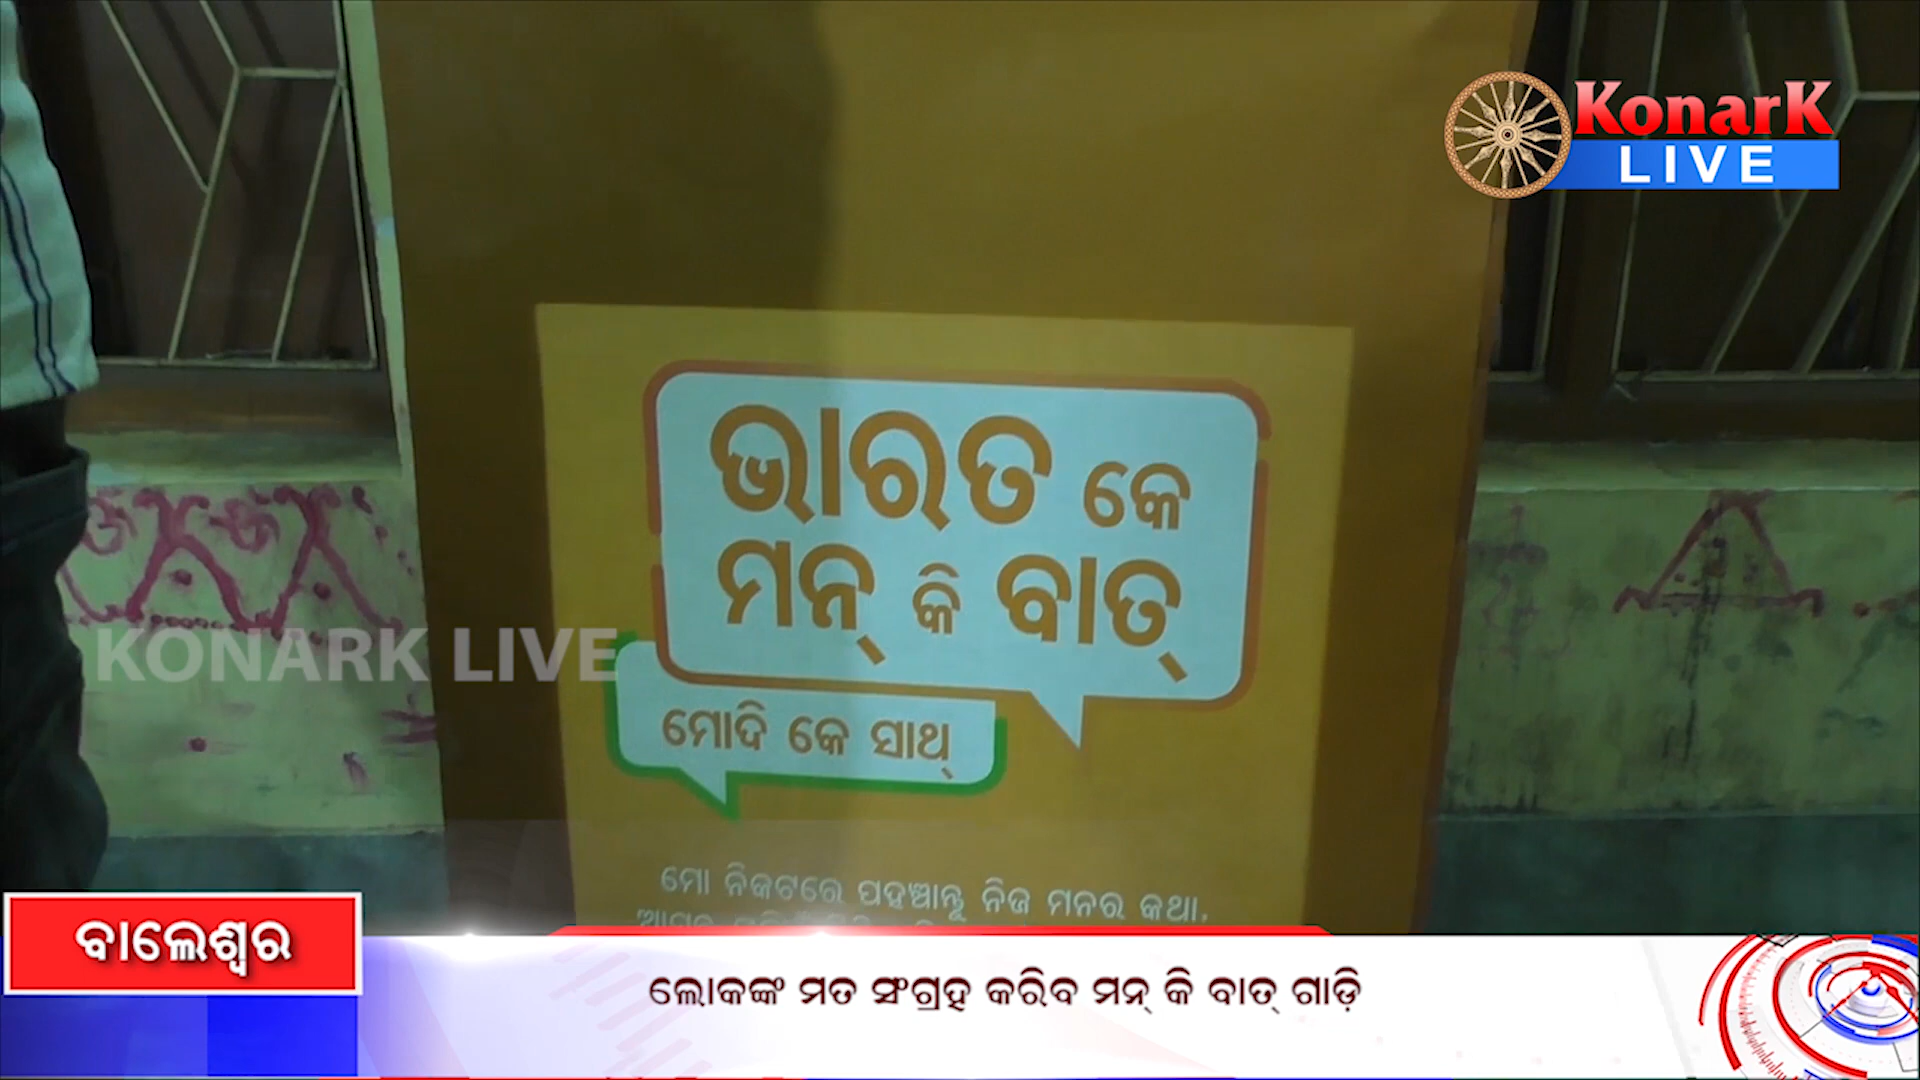 KonarK
LIVE
ଭାରତ କେ
ମନ୍ କି ବାତ୍
KONARK LIVE
ମୋଦି କେ ସାଥ୍
ମୋ ନିକଟରେ ପହଞ୍ଚାନ୍ତୁ ନିଜ ମନର କଥା,
ବାଲେଶ୍ୱର
ଲୋକଙ୍କ ମତ ସଂଗ୍ରହ କରିବ ମନ୍ କି ବାତ୍ ଗାଡ଼ି